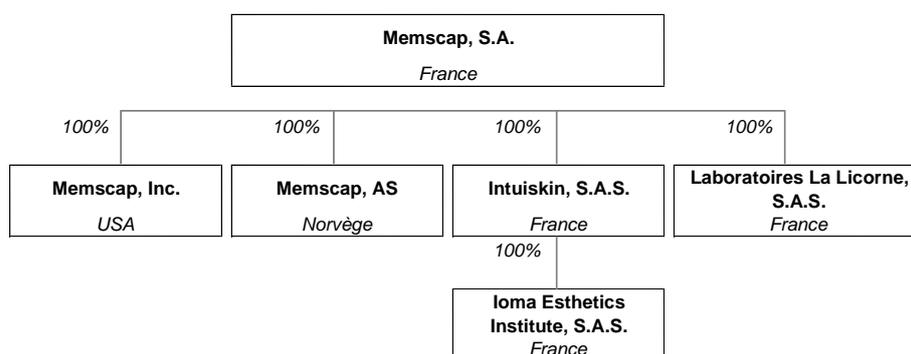 Memscap, S.A.
France
100% 100% 100% 100%
Memscap, Inc.
USA
Memscap, AS
Norvège
Intuiskin, S.A.S.
France
Laboratoires La Licorne,
S.A.S.
France
100%
Ioma Esthetics
Institute, S.A.S.
France